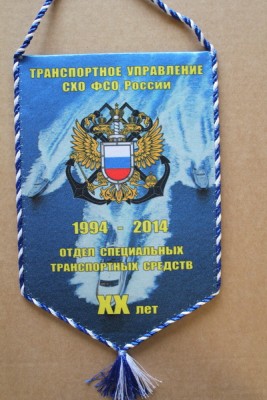 ТРАНСПОРТНОЕ УПРАВЛЕНИЕ
СХО ФСО России
1994 - 2014
ОТДЕЛ СПЕЦИАЛЬНЫХ
ТРАНСПОРТНЫХ СРЕДСТВ
XX лет